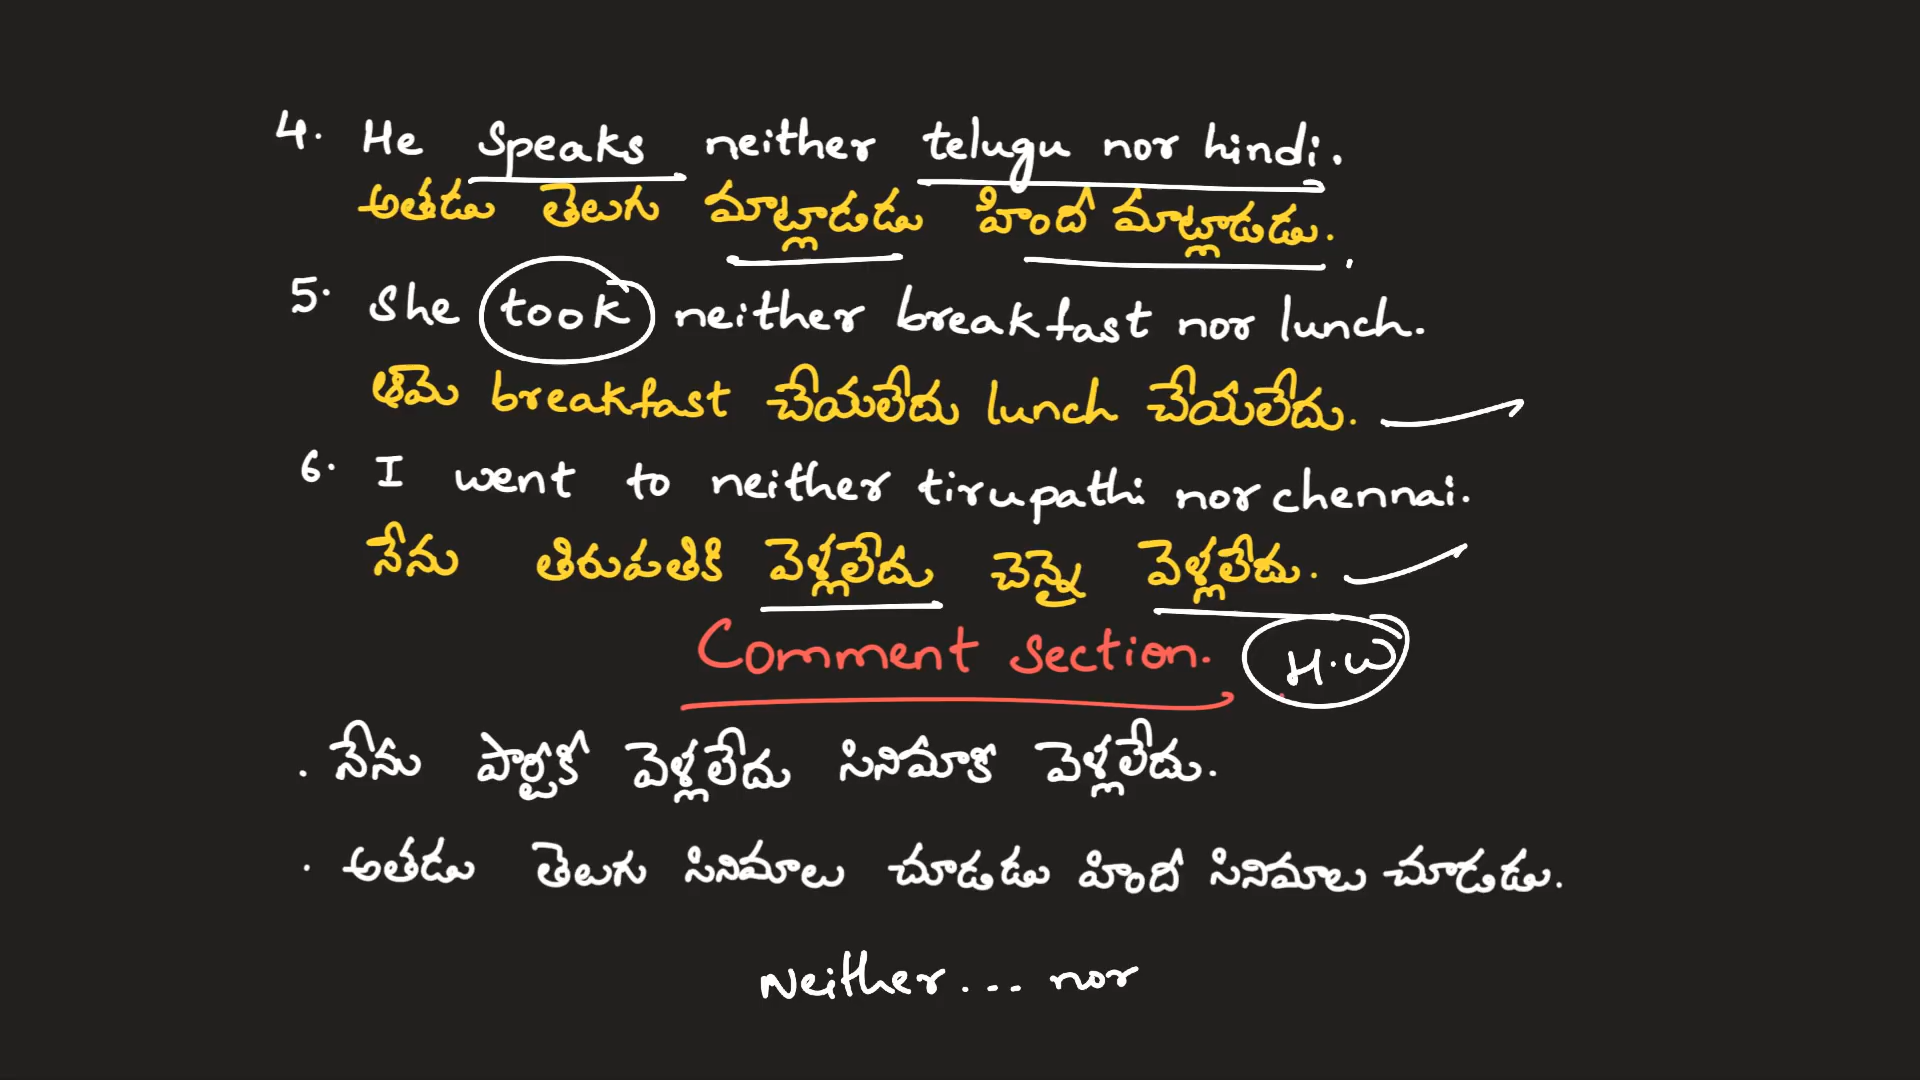 4. He speaks neither telugu nor hindi.
అతడు తెలుగు మాట్లాడడు హిందీ మాట్లాడడు.
5. She took neither breakfast nor lunch.
ఆమె breakfast చేయలేదు lunch చేయలేదు.
6. I went to neither tirupathi nor chennai.
నేను తిరుపతికి వెళ్లలేదు చెన్నై వెళ్లలేదు.
Comment section. H.W
. నేను పార్టీకి వెళ్లలేదు సినిమాకి వెళ్లలేదు.
. అతడు తెలుగు సినిమాలు చూడడు హిందీ సినిమాలు చూడడు.
Neither... nor